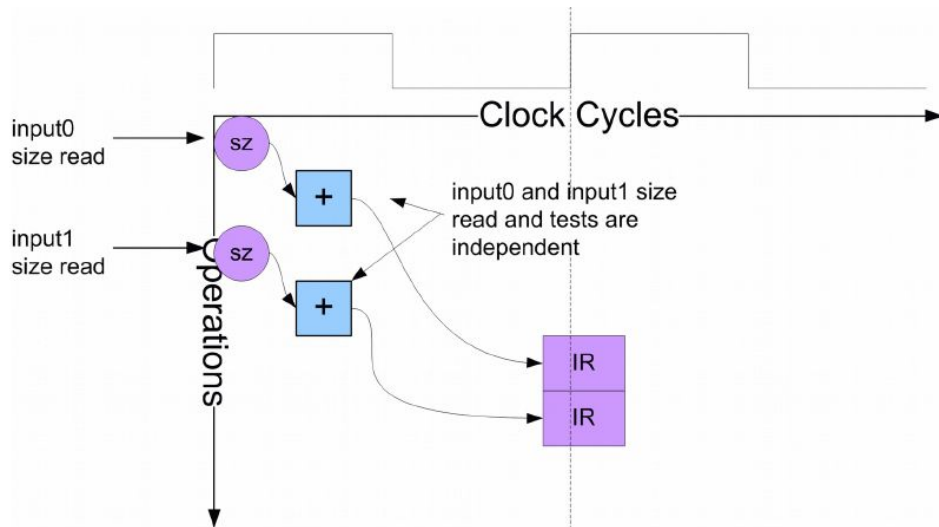 Clock Cycles
input0
size read
sz
+
input0 and input1 size
read and tests are
independent
input1
size read
sz
+
Operations
IR
IR